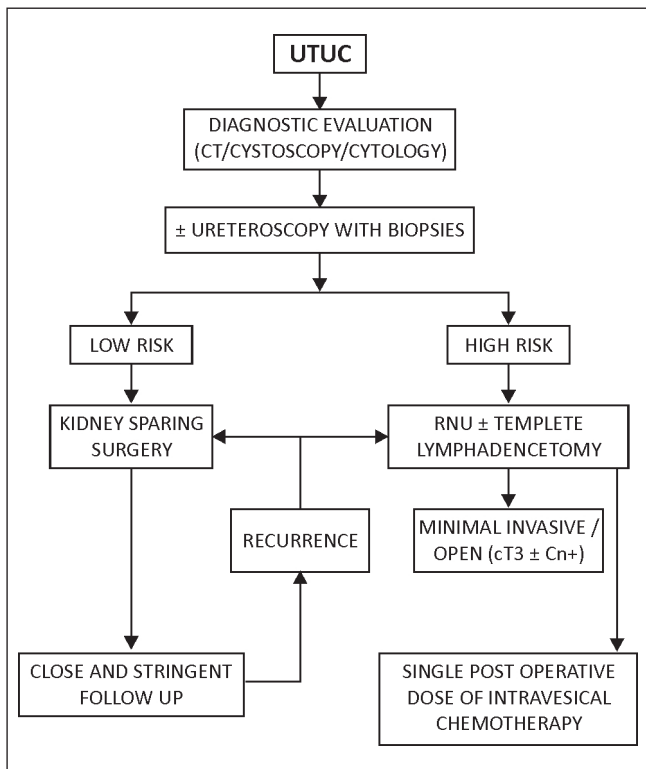 UTUC
DIAGNOSTIC EVALUATION
(CT/CYSTOSCOPY/CYTOLOGY)
± URETEROSCOPY WITH BIOPSIES
LOW RISK
HIGH RISK
KIDNEY SPARING
SURGERY
RNU ± TEMPLETE
LYMPHADENCETOMY
RECURRENCE
MINIMAL INVASIVE /
OPEN (cT3 ± Cn+)
CLOSE AND STRINGENT
FOLLOW UP
SINGLE POST OPERATIVE
DOSE OF INTRAVESICAL
CHEMOTHERAPY